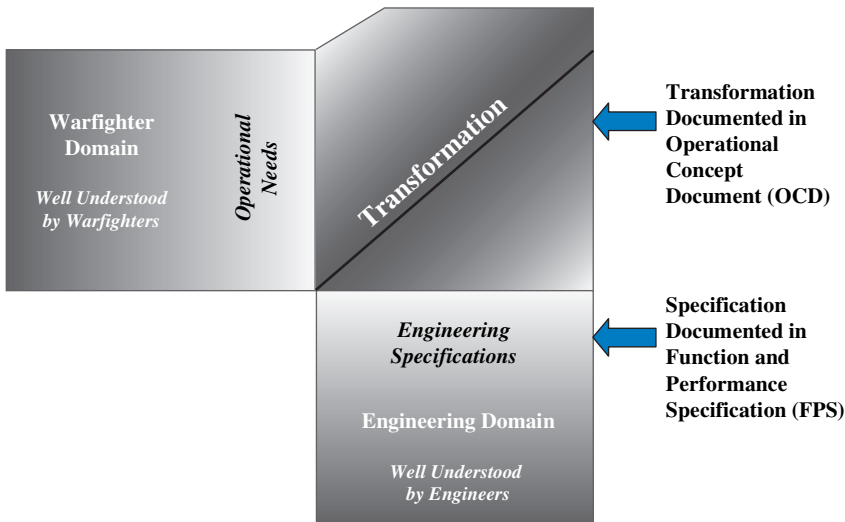 Warfighter
Domain
Well Understood
by Warfighters
Operational
Needs
Transformation
Transformation
Documented in
Operational
Concept
Document (OCD)
Engineering
Specifications
Engineering Domain
Well Understood
by Engineers
Specification
Documented in
Function and
Performance
Specification (FPS)